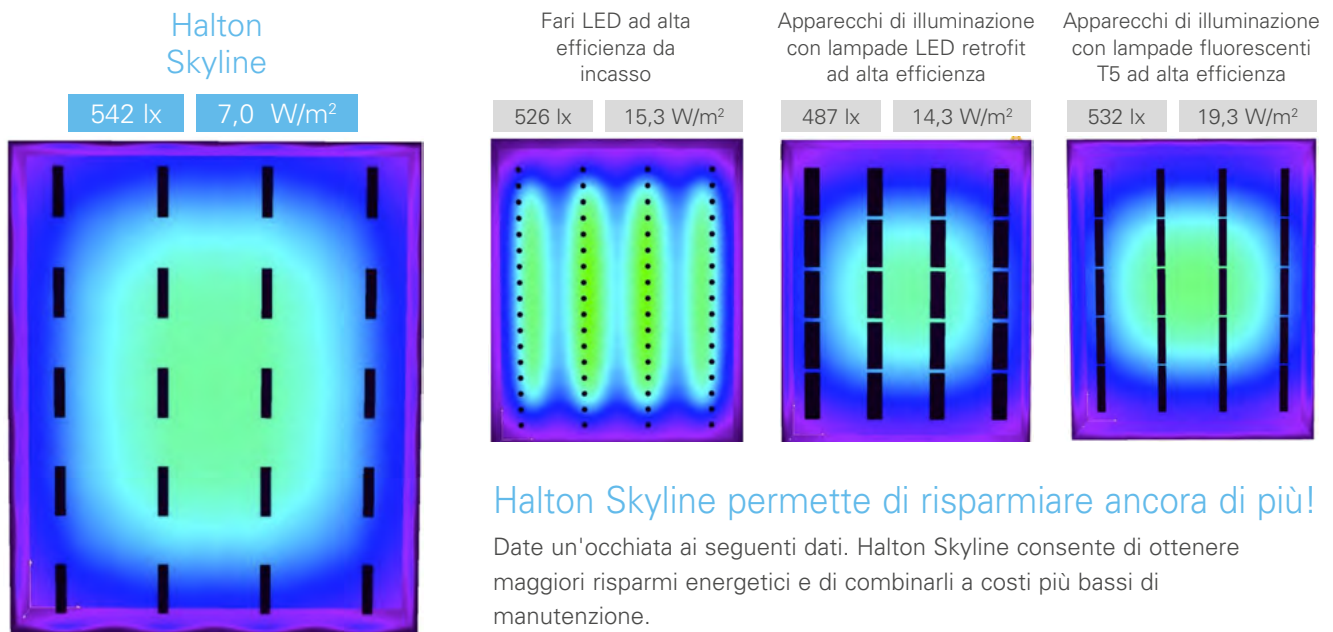 Halton
Skyline
542 lx
7,0 W/m²
Fari LED ad alta
efficienza da
incasso
526 lx
15,3 W/m²
Apparecchi di illuminazione
con lampade LED retrofit
ad alta efficienza
487 lx
14,3 W/m²
Apparecchi di illuminazione
con lampade fluorescenti
T5 ad alta efficienza
532 lx
19,3 W/m²
Halton Skyline permette di risparmiare ancora di più!
Date un'occhiata ai seguenti dati. Halton Skyline consente di ottenere
maggiori risparmi energetici e di combinarli a costi più bassi di
manutenzione.